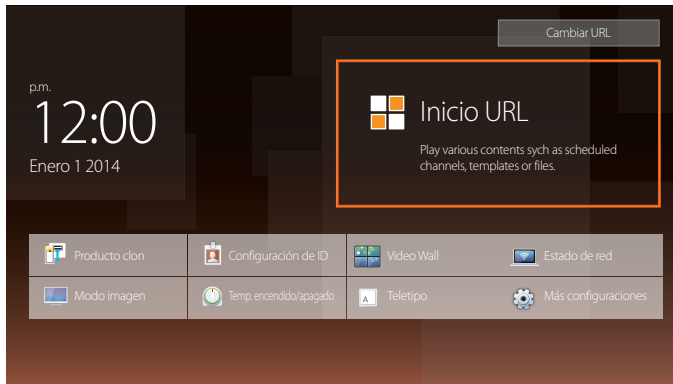 Cambiar URL
p.m.
12:00
Enero 1 2014
Inicio URL
Play various contents sych as scheduled
channels, templates or files.
Producto clon
Configuración de ID
Video Wall
Estado de red
Modo imagen
Temp. encendido/apagado
A
Teletipo
Más configuraciones